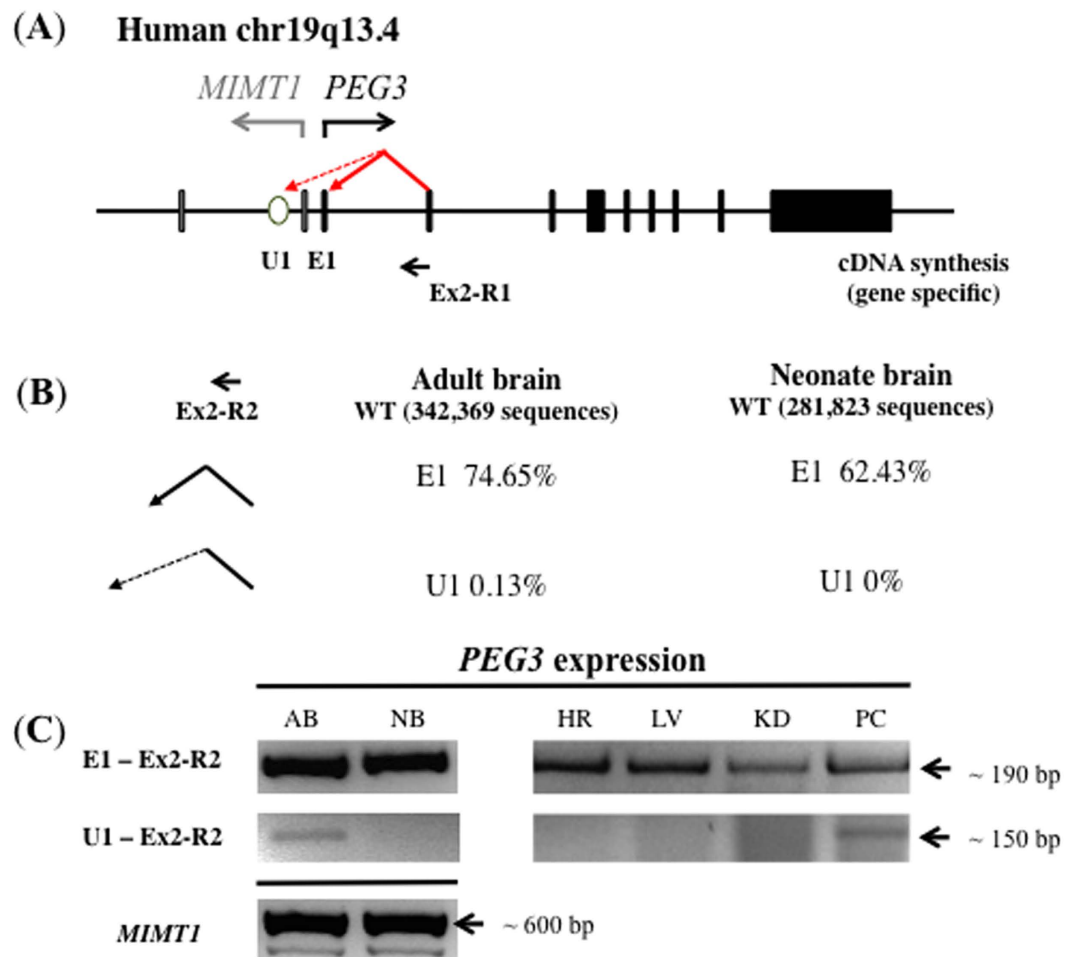 (A) Human chr19q13.4
MIMT1 PEG3
U1 E1
Ex2-R1
cDNA synthesis
(gene specific)
(B)
Ex2-R2
Adult brain
WT (342,369 sequences)
Neonate brain
WT (281,823 sequences)
E1 74.65%
E1 62.43%
U1 0.13%
U1 0%
PEG3 expression
(C)
AB NB HR LV KD PC
E1 – Ex2-R2
~ 190 bp
U1 – Ex2-R2
~ 150 bp
MIMT1
~ 600 bp